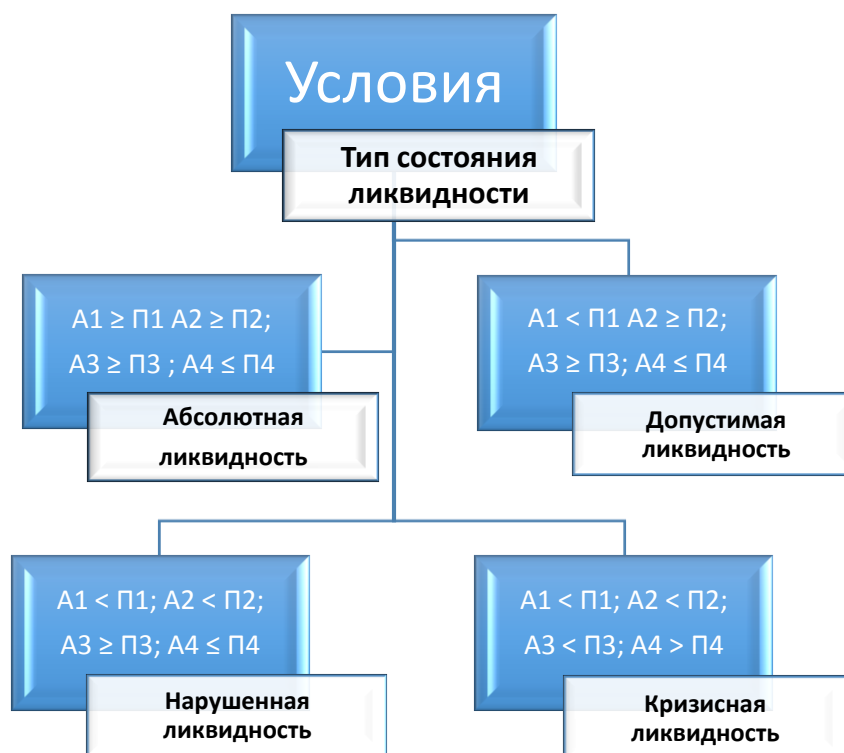 Условия
Тип состояния
ликвидности
А1 ≥ П1 А2 ≥ П2;
А3 ≥ П3 ; А4 ≤ П4
Абсолютная
ликвидность
А1 < П1 А2 ≥ П2;
А3 ≥ П3; А4 ≤ П4
Допустимая
ликвидность
А1 < П1; А2 < П2;
А3 ≥ П3; А4 ≤ П4
Нарушенная
ликвидность
А1 < П1; А2 < П2;
А3 < П3; А4 > П4
Кризисная
ликвидность